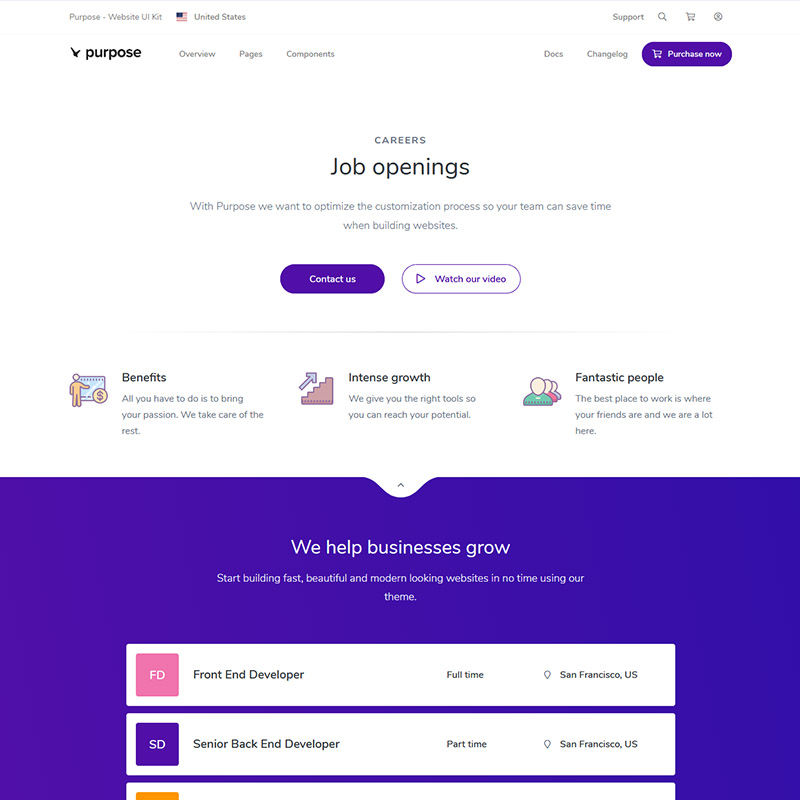 Purpose - Website UI Kit United States Support
purpose Overview Pages Components Docs Changelog Purchase now
CAREERS
Job openings
With Purpose we want to optimize the customization process so your team can save time
when building websites.
Contact us Watch our video
Benefits
All you have to do is to bring
your passion. We take care of the
rest.
Intense growth
We give you the right tools so
you can reach your potential.
Fantastic people
The best place to work is where
your friends are and we are a lot
here.
We help businesses grow
Start building fast, beautiful and modern looking websites in no time using our
theme.
FD Front End Developer Full time San Francisco, US
SD Senior Back End Developer Part time San Francisco, US